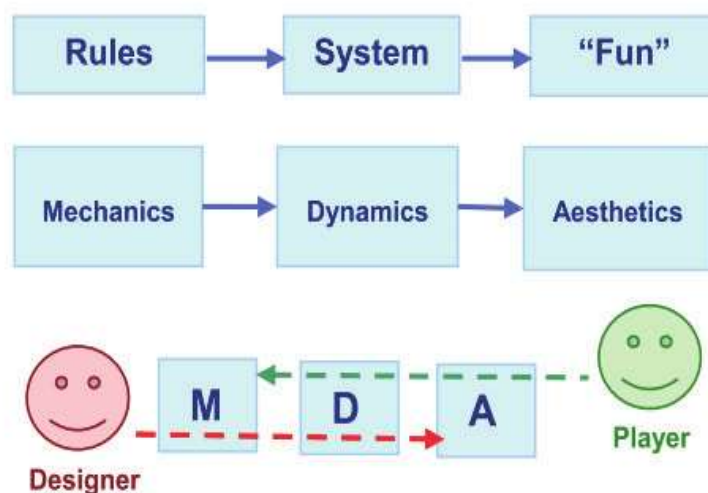 Rules System “Fun”
Mechanics Dynamics Aesthetics
M D A
Designer
Player